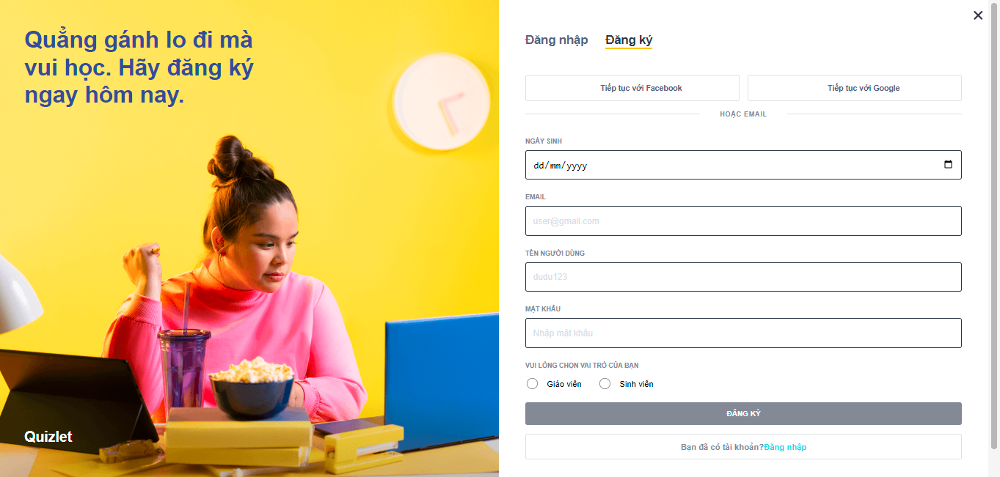 Quẳng gánh lo đi mà
vui học. Hãy đăng ký
ngay hôm nay.
Quizlet
Đăng nhập Đăng ký
Tiếp tục với Facebook Tiếp tục với Google
HOẶC EMAIL
NGÀY SINH
dd/mm/yyyy
EMAIL
user@gmail.com
TÊN NGƯỜI DÙNG
dudu123
MẬT KHẨU
Nhập mật khẩu
VUI LÒNG CHỌN VAI TRÒ CỦA BẠN
Giáo viên Sinh viên
ĐĂNG KÝ
Bạn đã có tài khoản?Đăng nhập